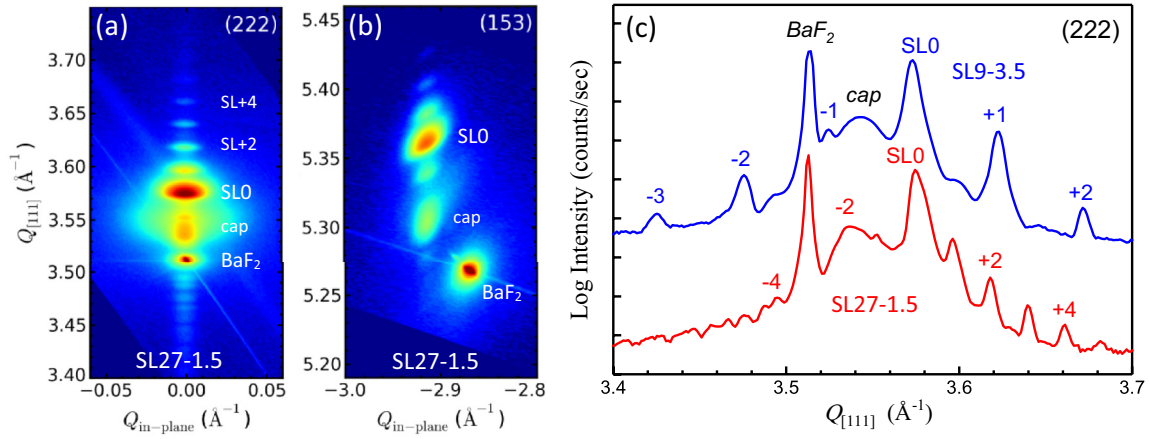 (a)
(222)
3.70
3.65
3.60
3.55
3.50
3.45
3.40
Q[111] (Å⁻¹)
SL+4
SL+2
SL0
cap
BaF₂
SL27-1.5
−0.06
0.00
0.06
Q in−plane (Å⁻¹)
(b)
(153)
5.45
5.40
5.35
5.30
5.25
5.20
SL0
cap
BaF₂
SL27-1.5
−3.0
−2.9
−2.8
Q in−plane (Å⁻¹)
(c)
(222)
Log Intensity (counts/sec)
BaF₂
SL0
SL9-3.5
-3
-2
-1
cap
+1
+2
SL0
-4
-2
+2
+4
SL27-1.5
3.4
3.5
3.6
3.7
Q[111] (Å⁻¹)